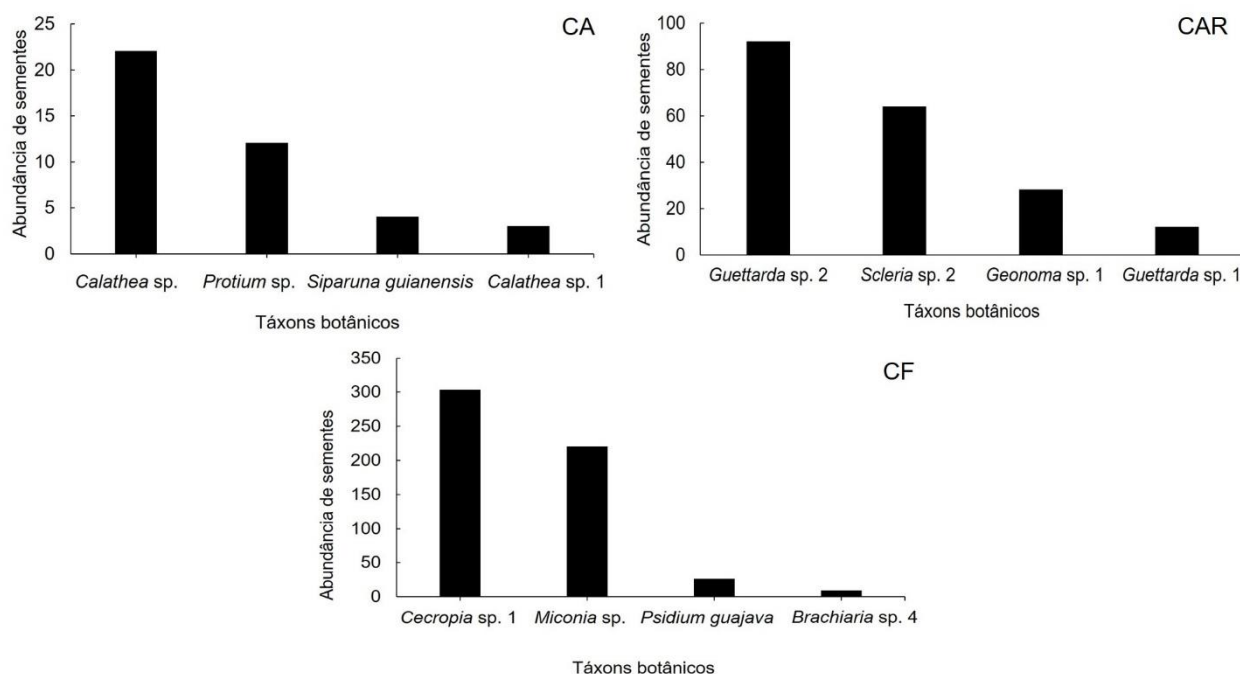 CA
Abundância de sementes
25
20
15
10
5
0
Calathea sp. Protium sp. Siparuna guianensis Calathea sp. 1
Táxons botânicos
CAR
Abundância de sementes
100
80
60
40
20
0
Guettarda sp. 2 Scleria sp. 2 Geonoma sp. 1 Guettarda sp. 1
Táxons botânicos
CF
Abundância de sementes
350
300
250
200
150
100
50
0
Cecropia sp. 1 Miconia sp. Psidium guajava Brachiaria sp. 4
Táxons botânicos